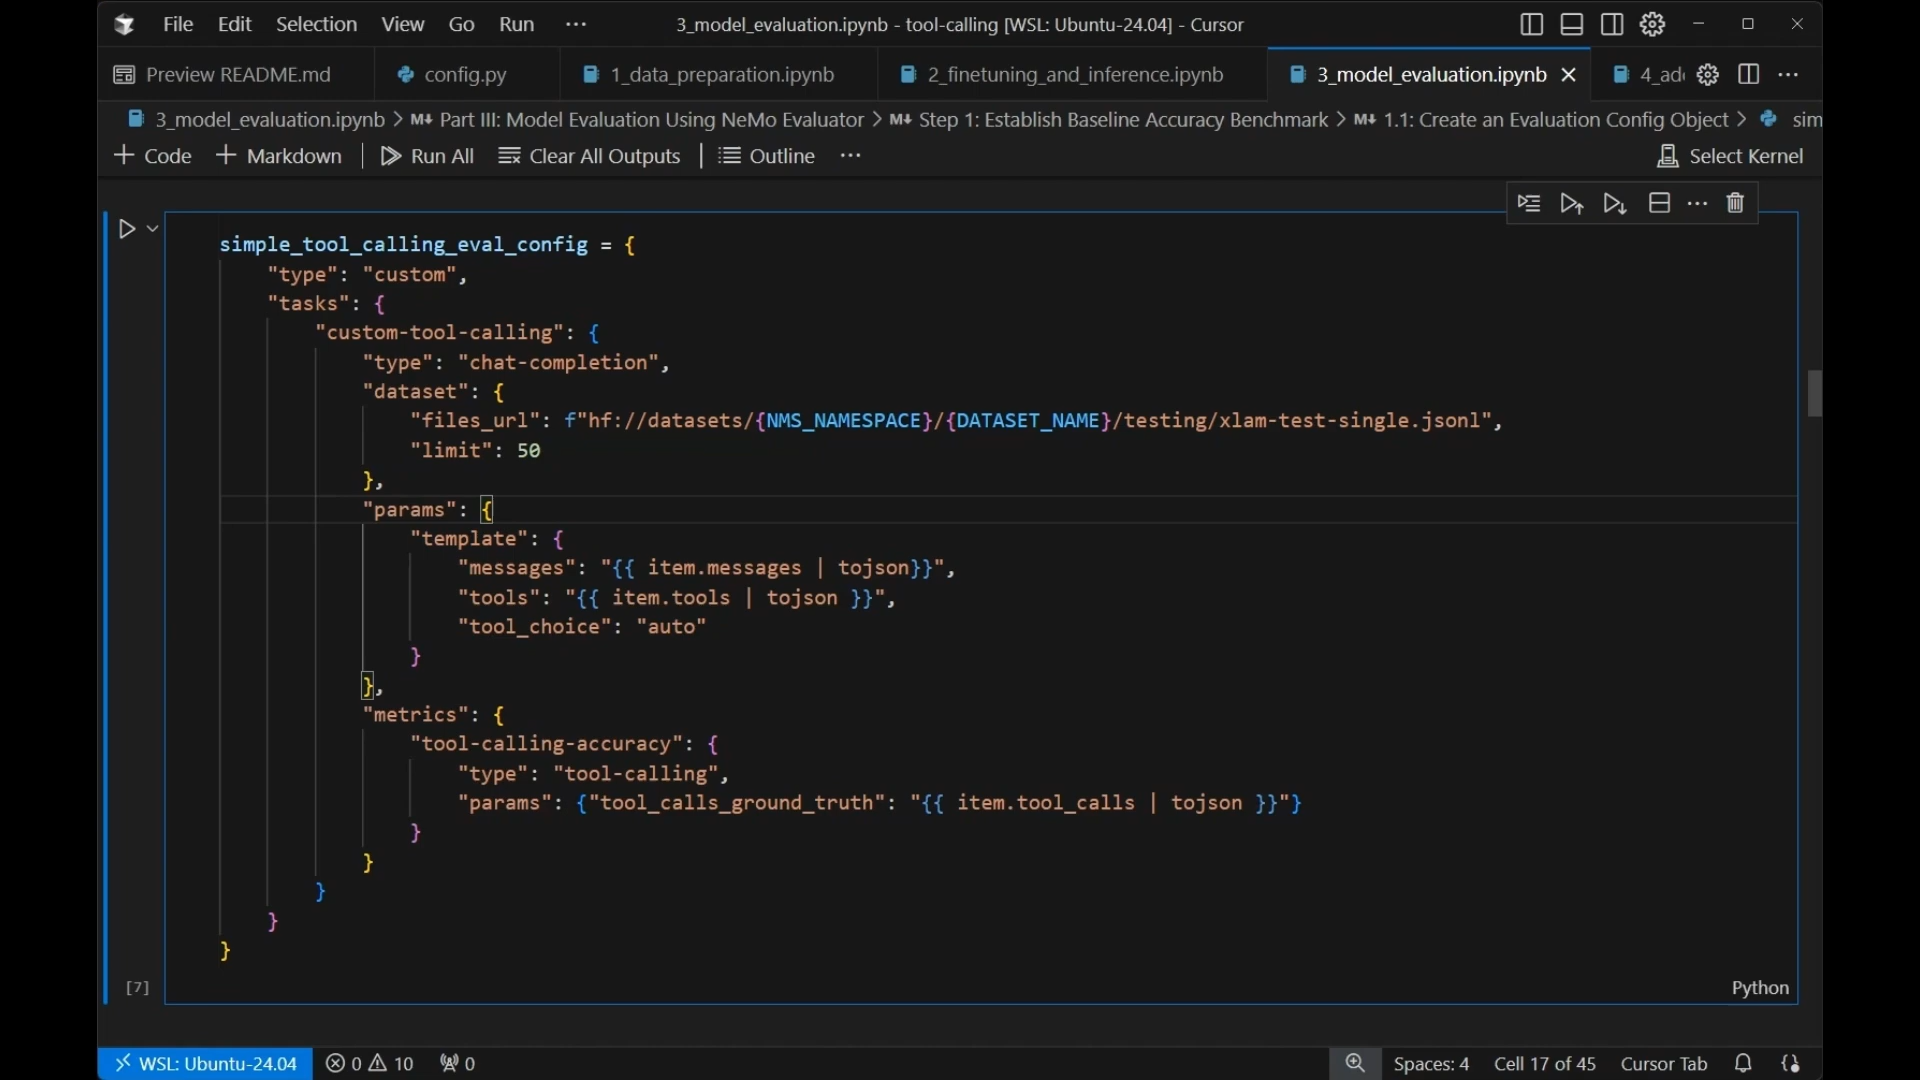 File Edit Selection View Go Run ··· 3_model_evaluation.ipynb - tool-calling [WSL: Ubuntu-24.04] - Cursor
Preview README.md config.py 1_data_preparation.ipynb 2_finetuning_and_inference.ipynb 3_model_evaluation.ipynb 4_ad
3_model_evaluation.ipynb > M↓ Part III: Model Evaluation Using NeMo Evaluator > M↓ Step 1: Establish Baseline Accuracy Benchmark > M↓ 1.1: Create an Evaluation Config Object > sim
+ Code + Markdown Run All Clear All Outputs Outline ··· Select Kernel
simple_tool_calling_eval_config = {
    "type": "custom",
    "tasks": {
        "custom-tool-calling": {
            "type": "chat-completion",
            "dataset": {
                "files_url": f"hf://datasets/{NMS_NAMESPACE}/{DATASET_NAME}/testing/xlam-test-single.jsonl",
                "limit": 50
            },
            "params": {
                "template": {
                    "messages": "{{ item.messages | tojson}}",
                    "tools": "{{ item.tools | tojson }}",
                    "tool_choice": "auto"
                }
            },
            "metrics": {
                "tool-calling-accuracy": {
                    "type": "tool-calling",
                    "params": {"tool_calls_ground_truth": "{{ item.tool_calls | tojson }}"}
                }
            }
        }
    }
}
[7] Python
WSL: Ubuntu-24.04 0 10 0 Spaces: 4 Cell 17 of 45 Cursor Tab